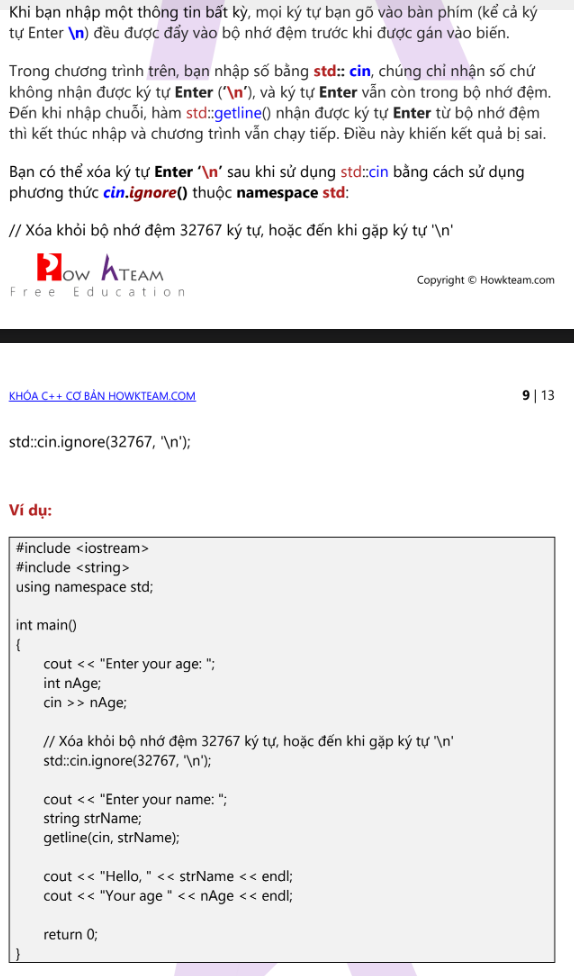 Khi bạn nhập một thông tin bất kỳ, mọi ký tự bạn gõ vào bàn phím (kể cả ký
tự Enter \n) đều được đẩy vào bộ nhớ đệm trước khi được gán vào biến.
Trong chương trình trên, bạn nhập số bằng std:: cin, chúng chỉ nhận số chứ
không nhận được ký tự Enter (‘\n’), và ký tự Enter vẫn còn trong bộ nhớ đệm.
Đến khi nhập chuỗi, hàm std::getline() nhận được ký tự Enter từ bộ nhớ đệm
thì kết thúc nhập và chương trình vẫn chạy tiếp. Điều này khiến kết quả bị sai.
Bạn có thể xóa ký tự Enter ‘\n’ sau khi sử dụng std::cin bằng cách sử dụng
phương thức cin.ignore() thuộc namespace std:
// Xóa khỏi bộ nhớ đệm 32767 ký tự, hoặc đến khi gặp ký tự '\n'
How Kteam
Free Education
Copyright © Howkteam.com
KHÓA C++ CƠ BẢN HOWKTEAM.COM
9 | 13
std::cin.ignore(32767, '\n');
Ví dụ:
#include <iostream>
#include <string>
using namespace std;
int main()
{
cout << "Enter your age: ";
int nAge;
cin >> nAge;
// Xóa khỏi bộ nhớ đệm 32767 ký tự, hoặc đến khi gặp ký tự '\n'
std::cin.ignore(32767, '\n');
cout << "Enter your name: ";
string strName;
getline(cin, strName);
cout << "Hello, " << strName << endl;
cout << "Your age " << nAge << endl;
return 0;
}